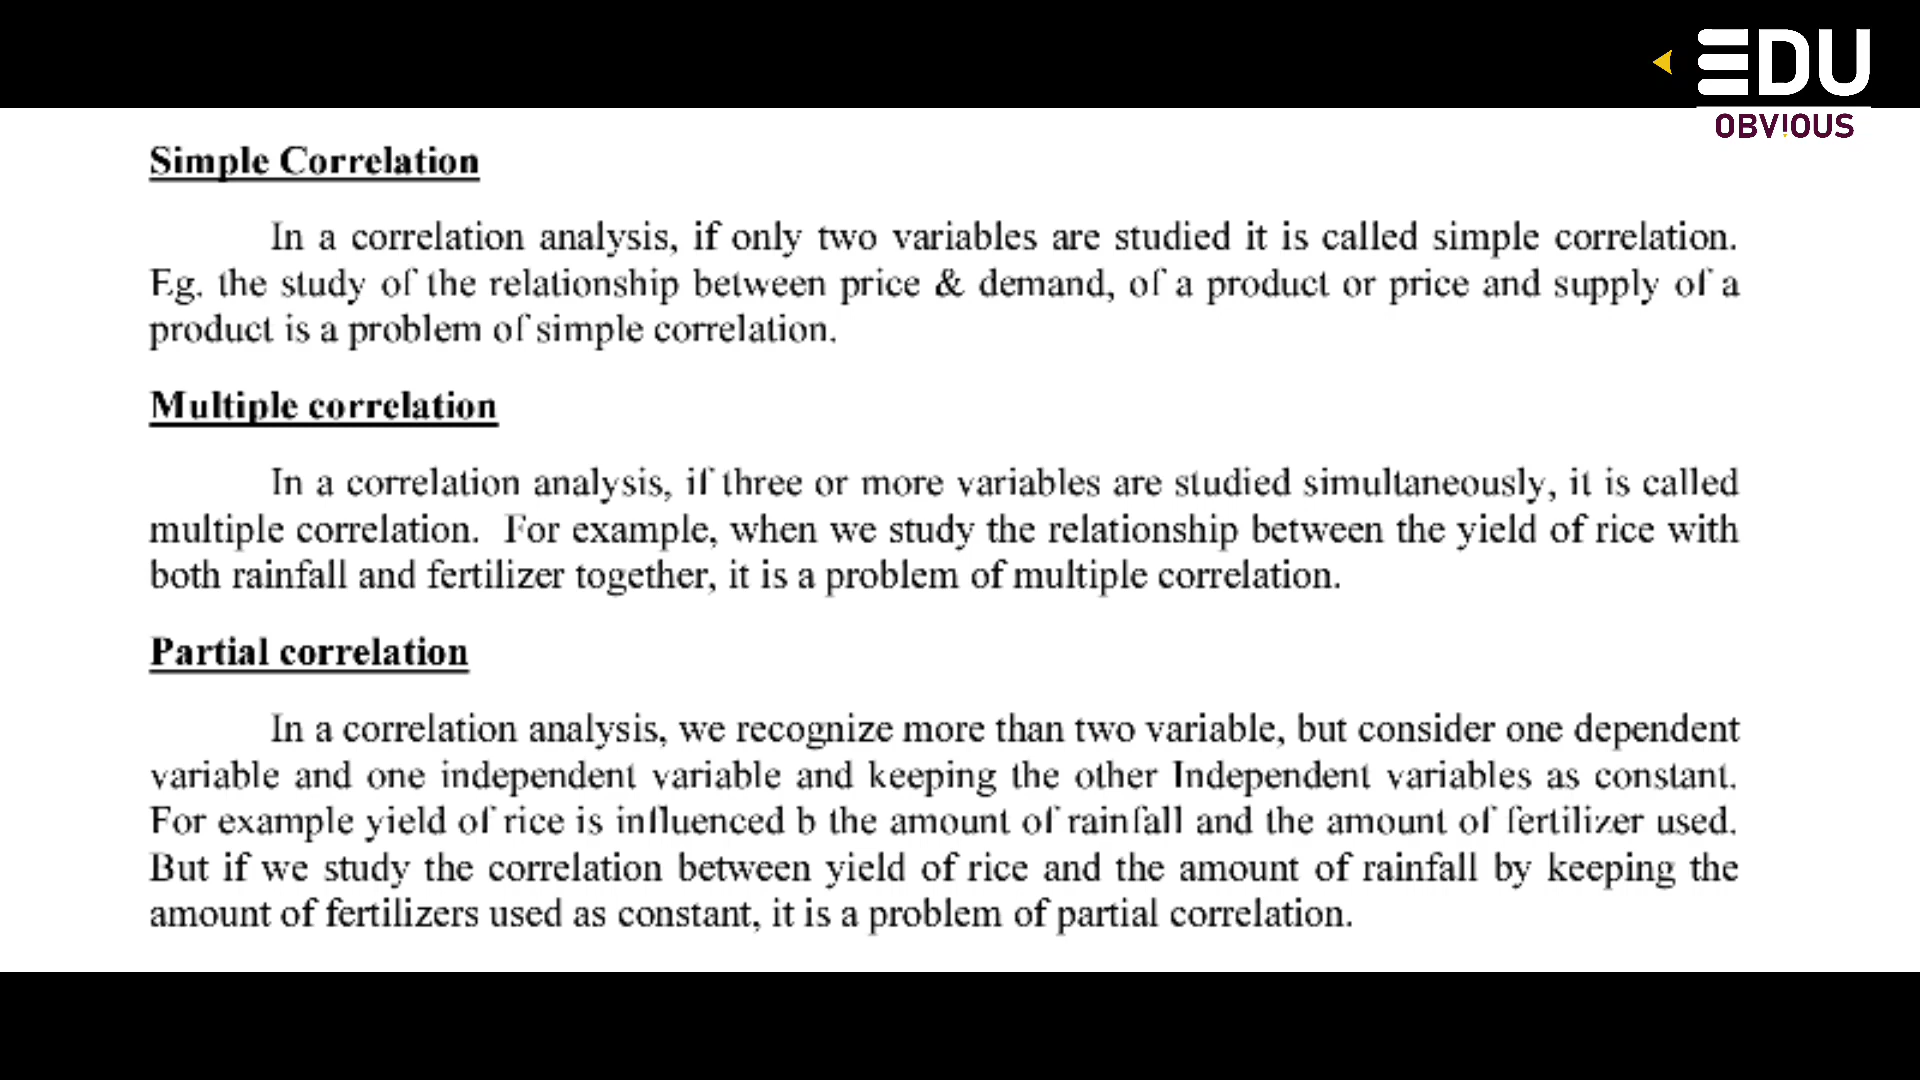 EDU
OBV!OUS
Simple Correlation
In a correlation analysis, if only two variables are studied it is called simple correlation.
Eg. the study of the relationship between price & demand, of a product or price and supply of a
product is a problem of simple correlation.
Multiple correlation
In a correlation analysis, if three or more variables are studied simultaneously, it is called
multiple correlation. For example, when we study the relationship between the yield of rice with
both rainfall and fertilizer together, it is a problem of multiple correlation.
Partial correlation
In a correlation analysis, we recognize more than two variable, but consider one dependent
variable and one independent variable and keeping the other Independent variables as constant.
For example yield of rice is influenced b the amount of rainfall and the amount of fertilizer used.
But if we study the correlation between yield of rice and the amount of rainfall by keeping the
amount of fertilizers used as constant, it is a problem of partial correlation.